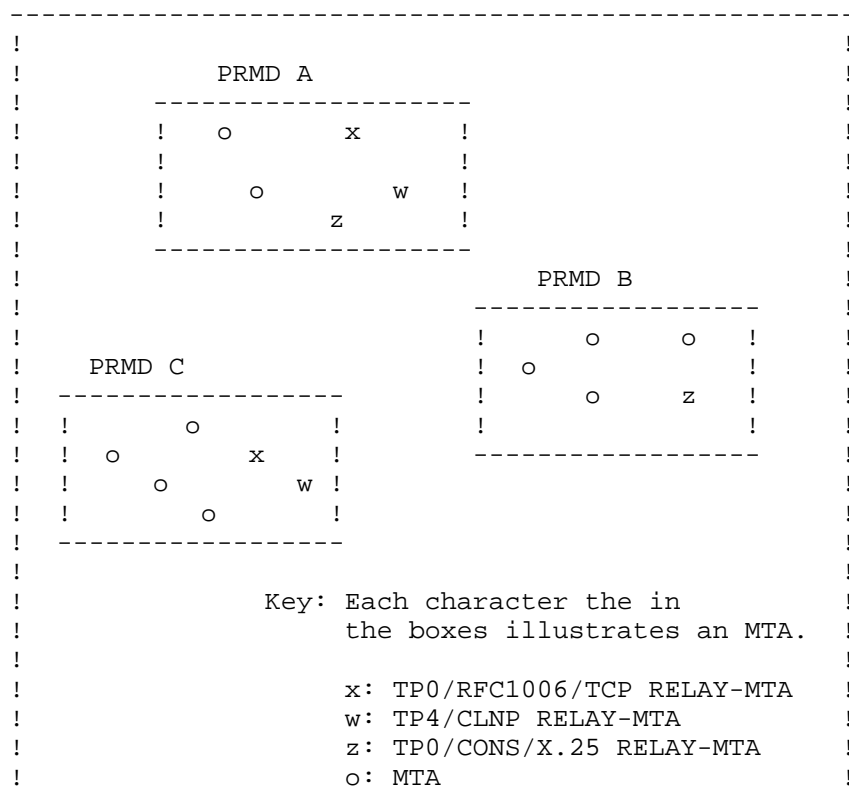 -----------------------------------------------------
! !
! PRMD A !
! -------------------- !
! ! o x ! !
! ! ! !
! ! o w ! !
! ! z ! !
! -------------------- !
! PRMD B !
! ------------------ !
! ! o o ! !
! PRMD C ! o ! !
! ------------------ ! o z ! !
! ! o ! ! ! !
! ! o x ! ------------------ !
! ! o w ! !
! ! o ! !
! ------------------ !
! !
! Key: Each character the in !
! the boxes illustrates an MTA. !
! !
! x: TP0/RFC1006/TCP RELAY-MTA !
! w: TP4/CLNP RELAY-MTA !
! z: TP0/CONS/X.25 RELAY-MTA !
! o: MTA !